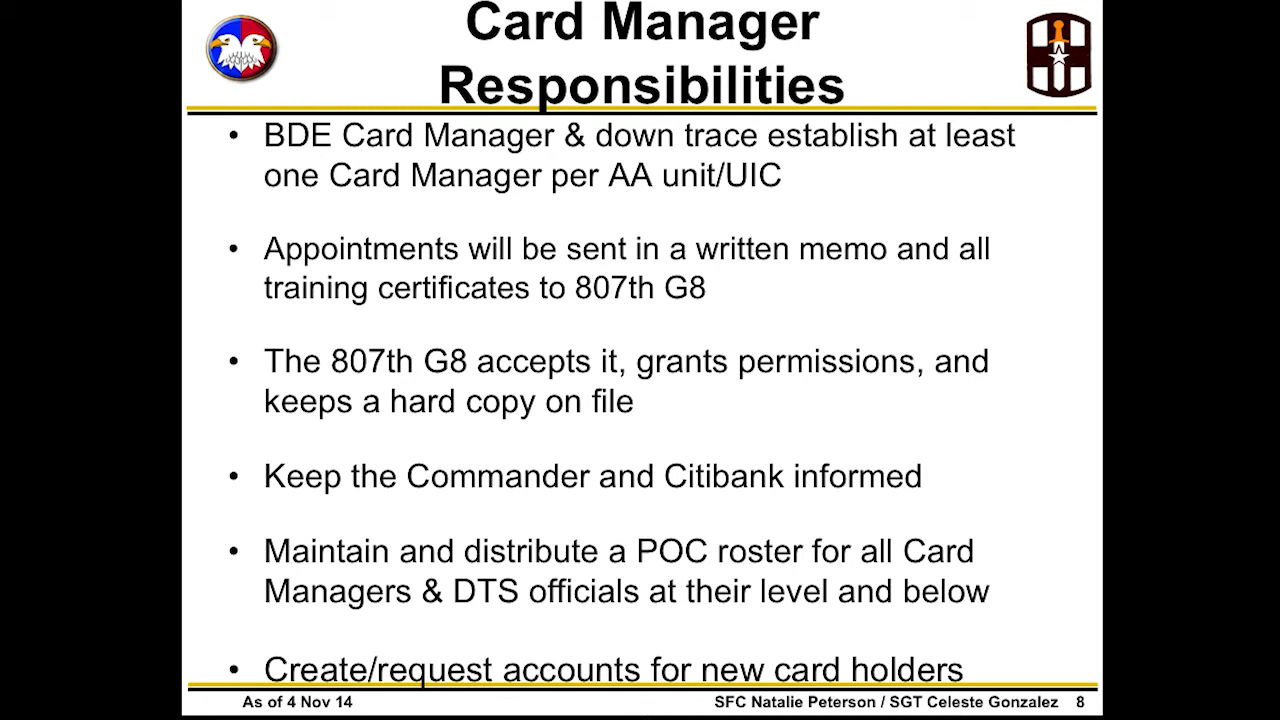 Card Manager
Responsibilities
• BDE Card Manager & down trace establish at least
one Card Manager per AA unit/UIC
• Appointments will be sent in a written memo and all
training certificates to 807th G8
• The 807th G8 accepts it, grants permissions, and
keeps a hard copy on file
• Keep the Commander and Citibank informed
• Maintain and distribute a POC roster for all Card
Managers & DTS officials at their level and below
• Create/request accounts for new card holders
As of 4 Nov 14 SFC Natalie Peterson / SGT Celeste Gonzalez 8